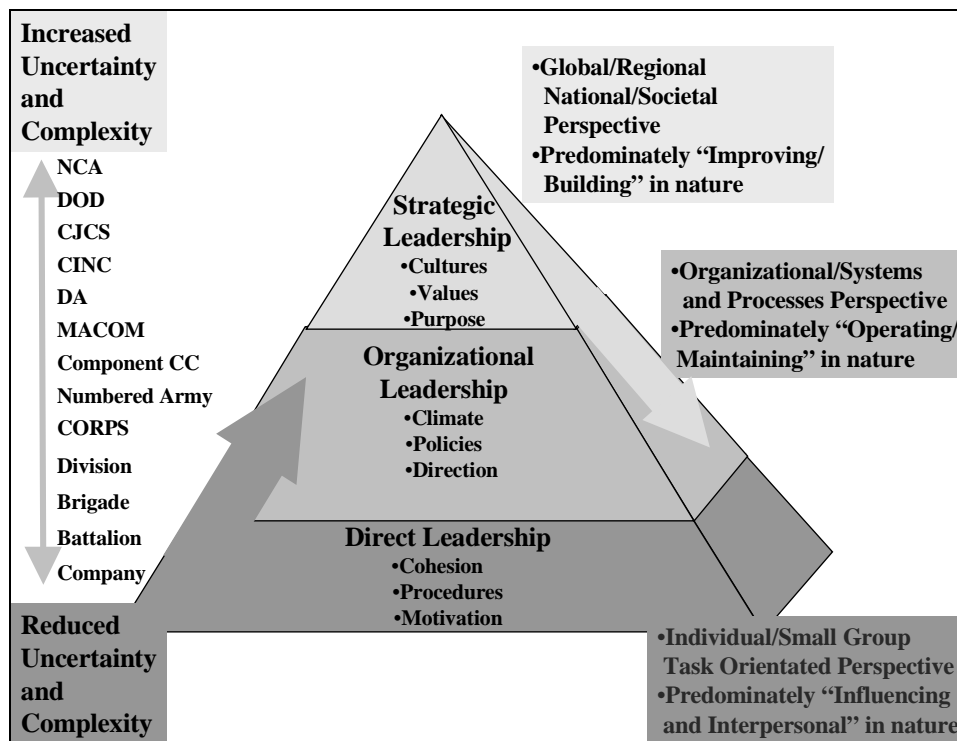 Increased
Uncertainty
and
Complexity
NCA
DOD
CJCS
CINC
DA
MACOM
Component CC
Numbered Army
CORPS
Division
Brigade
Battalion
Company
Reduced
Uncertainty
and
Complexity
Strategic
Leadership
•Cultures
•Values
•Purpose
Organizational
Leadership
•Climate
•Policies
•Direction
Direct Leadership
•Cohesion
•Procedures
•Motivation
•Global/Regional
National/Societal
Perspective
•Predominately “Improving/
Building” in nature
•Organizational/Systems
and Processes Perspective
•Predominately “Operating/
Maintaining” in nature
•Individual/Small Group
Task Orientated Perspective
•Predominately “Influencing
and Interpersonal” in nature